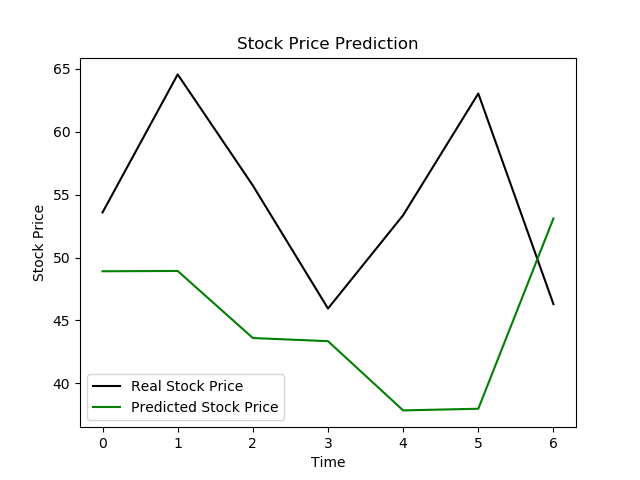 Stock Price Prediction
65
60
55
50
45
40
Stock Price
Real Stock Price
Predicted Stock Price
0 1 2 3 4 5 6
Time